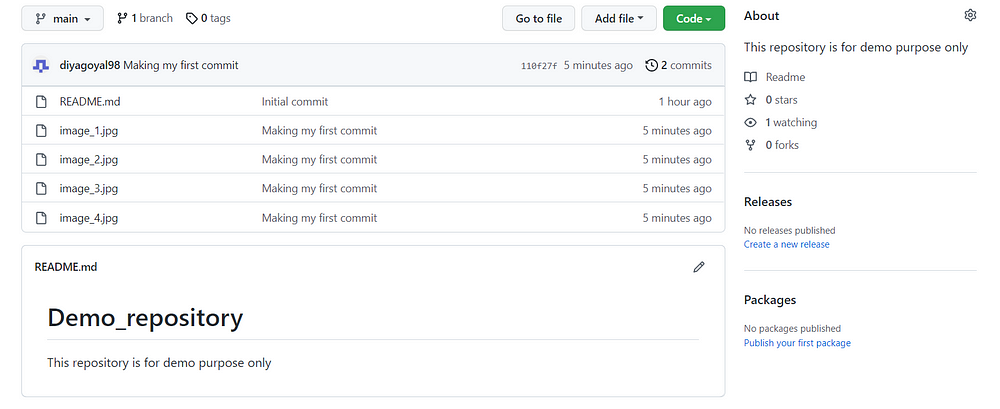 main 1 branch 0 tags Go to file Add file Code
diyagoyal98 Making my first commit 110f27f 5 minutes ago 2 commits
README.md Initial commit 1 hour ago
image_1.jpg Making my first commit 5 minutes ago
image_2.jpg Making my first commit 5 minutes ago
image_3.jpg Making my first commit 5 minutes ago
image_4.jpg Making my first commit 5 minutes ago
README.md
Demo_repository
This repository is for demo purpose only
About
This repository is for demo purpose only
Readme
0 stars
1 watching
0 forks
Releases
No releases published
Create a new release
Packages
No packages published
Publish your first package